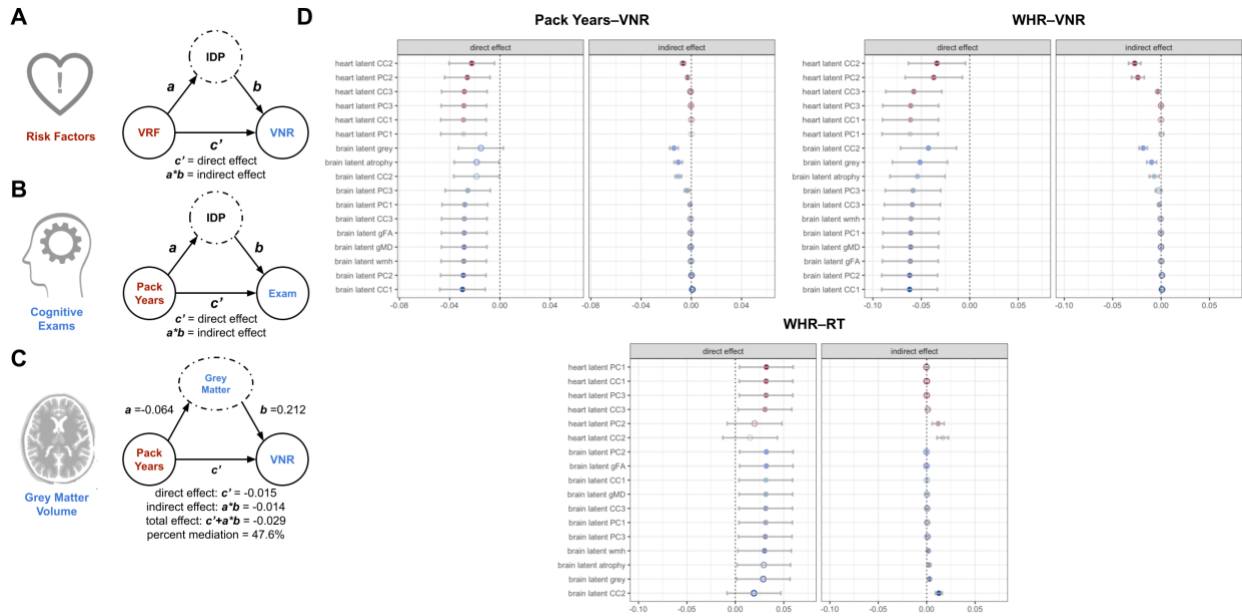 A
!
Risk Factors
IDP
a
b
VRF
c'
VNR
c' = direct effect
a*b = indirect effect
B
Cognitive
Exams
IDP
a
b
Pack
Years
c'
Exam
c' = direct effect
a*b = indirect effect
C
Grey Matter
Volume
Grey
Matter
a =-0.064
b =0.212
Pack
Years
c'
VNR
direct effect: c' = -0.015
indirect effect: a*b = -0.014
total effect: c'+a*b = -0.029
percent mediation = 47.6%
D
Pack Years–VNR
direct effect
indirect effect
heart latent CC2
heart latent PC2
heart latent CC3
heart latent PC3
heart latent CC1
heart latent PC1
brain latent grey
brain latent atrophy
brain latent CC2
brain latent PC3
brain latent PC1
brain latent CC3
brain latent gFA
brain latent gMD
brain latent wmh
brain latent PC2
brain latent CC1
-0.08 -0.04 0.00 0.04
-0.08 -0.04 0.00 0.04
WHR–VNR
direct effect
indirect effect
heart latent CC2
heart latent PC2
heart latent CC3
heart latent PC3
heart latent CC1
heart latent PC1
brain latent CC2
brain latent grey
brain latent atrophy
brain latent PC3
brain latent CC3
brain latent wmh
brain latent PC1
brain latent gMD
brain latent gFA
brain latent PC2
brain latent CC1
-0.10 -0.05 0.00 0.05
-0.10 -0.05 0.00 0.05
WHR–RT
direct effect
indirect effect
heart latent PC1
heart latent CC1
heart latent PC3
heart latent CC3
heart latent PC2
heart latent CC2
brain latent PC2
brain latent gFA
brain latent CC1
brain latent gMD
brain latent CC3
brain latent PC1
brain latent PC3
brain latent wmh
brain latent atrophy
brain latent grey
brain latent CC2
-0.10 -0.05 0.00 0.05
-0.10 -0.05 0.00 0.05